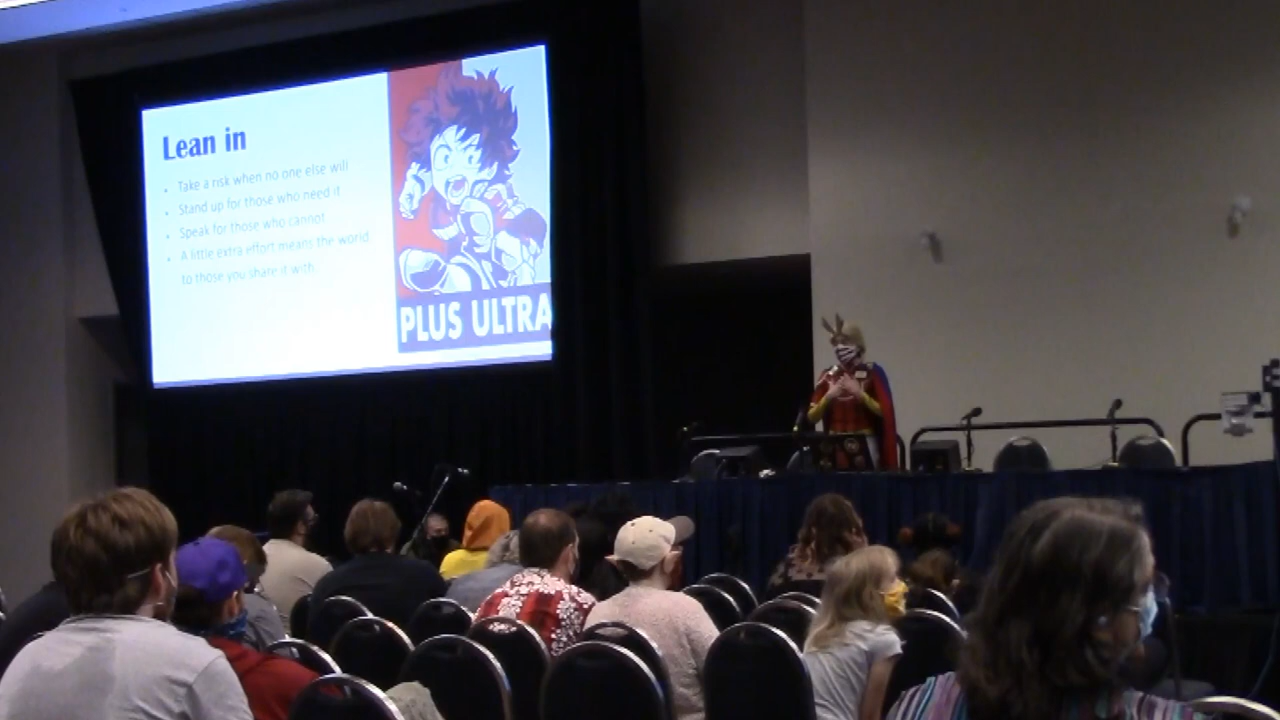 Lean in
Take a risk when no one else will
Stand up for those who need it
Speak for those who cannot
A little extra effort means the world
to those you share it with.
PLUS ULTRA